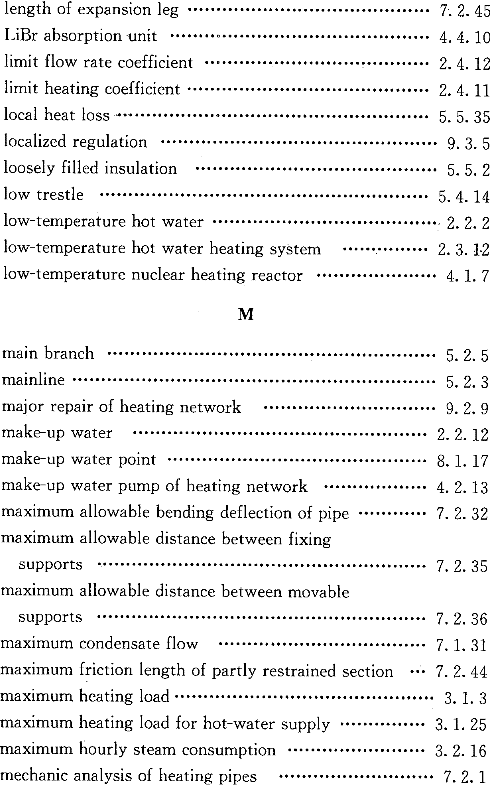 length of expansion leg ········· 7. 2. 45
LiBr absorption unit ········· 4. 4. 10
limit flow rate coefficient ········· 2. 4. 12
limit heating coefficient ········· 2. 4. 11
local heat loss ········· 5. 5. 35
localized regulation ········· 9. 3. 5
loosely filled insulation ········· 5. 5. 2
low trestle ········· 5. 4. 14
low-temperature hot water ········· 2. 2. 2
low-temperature hot water heating system ········· 2. 3. 12
low-temperature nuclear heating reactor ········· 4. 1. 7
M
main branch ········· 5. 2. 5
mainline ········· 5. 2. 3
major repair of heating network ········· 9. 2. 9
make-up water ········· 2. 2. 12
make-up water point ········· 8. 1. 17
make-up water pump of heating network ········· 4. 2. 13
maximum allowable bending deflection of pipe ········· 7. 2. 32
maximum allowable distance between fixing
supports ········· 7. 2. 35
maximum allowable distance between movable
supports ········· 7. 2. 36
maximum condensate flow ········· 7. 1. 31
maximum friction length of partly restrained section ··· 7. 2. 44
maximum heating load ········· 3. 1. 3
maximum heating load for hot-water supply ········· 3. 1. 25
maximum hourly steam consumption ········· 3. 2. 16
mechanic analysis of heating pipes ········· 7. 2. 1